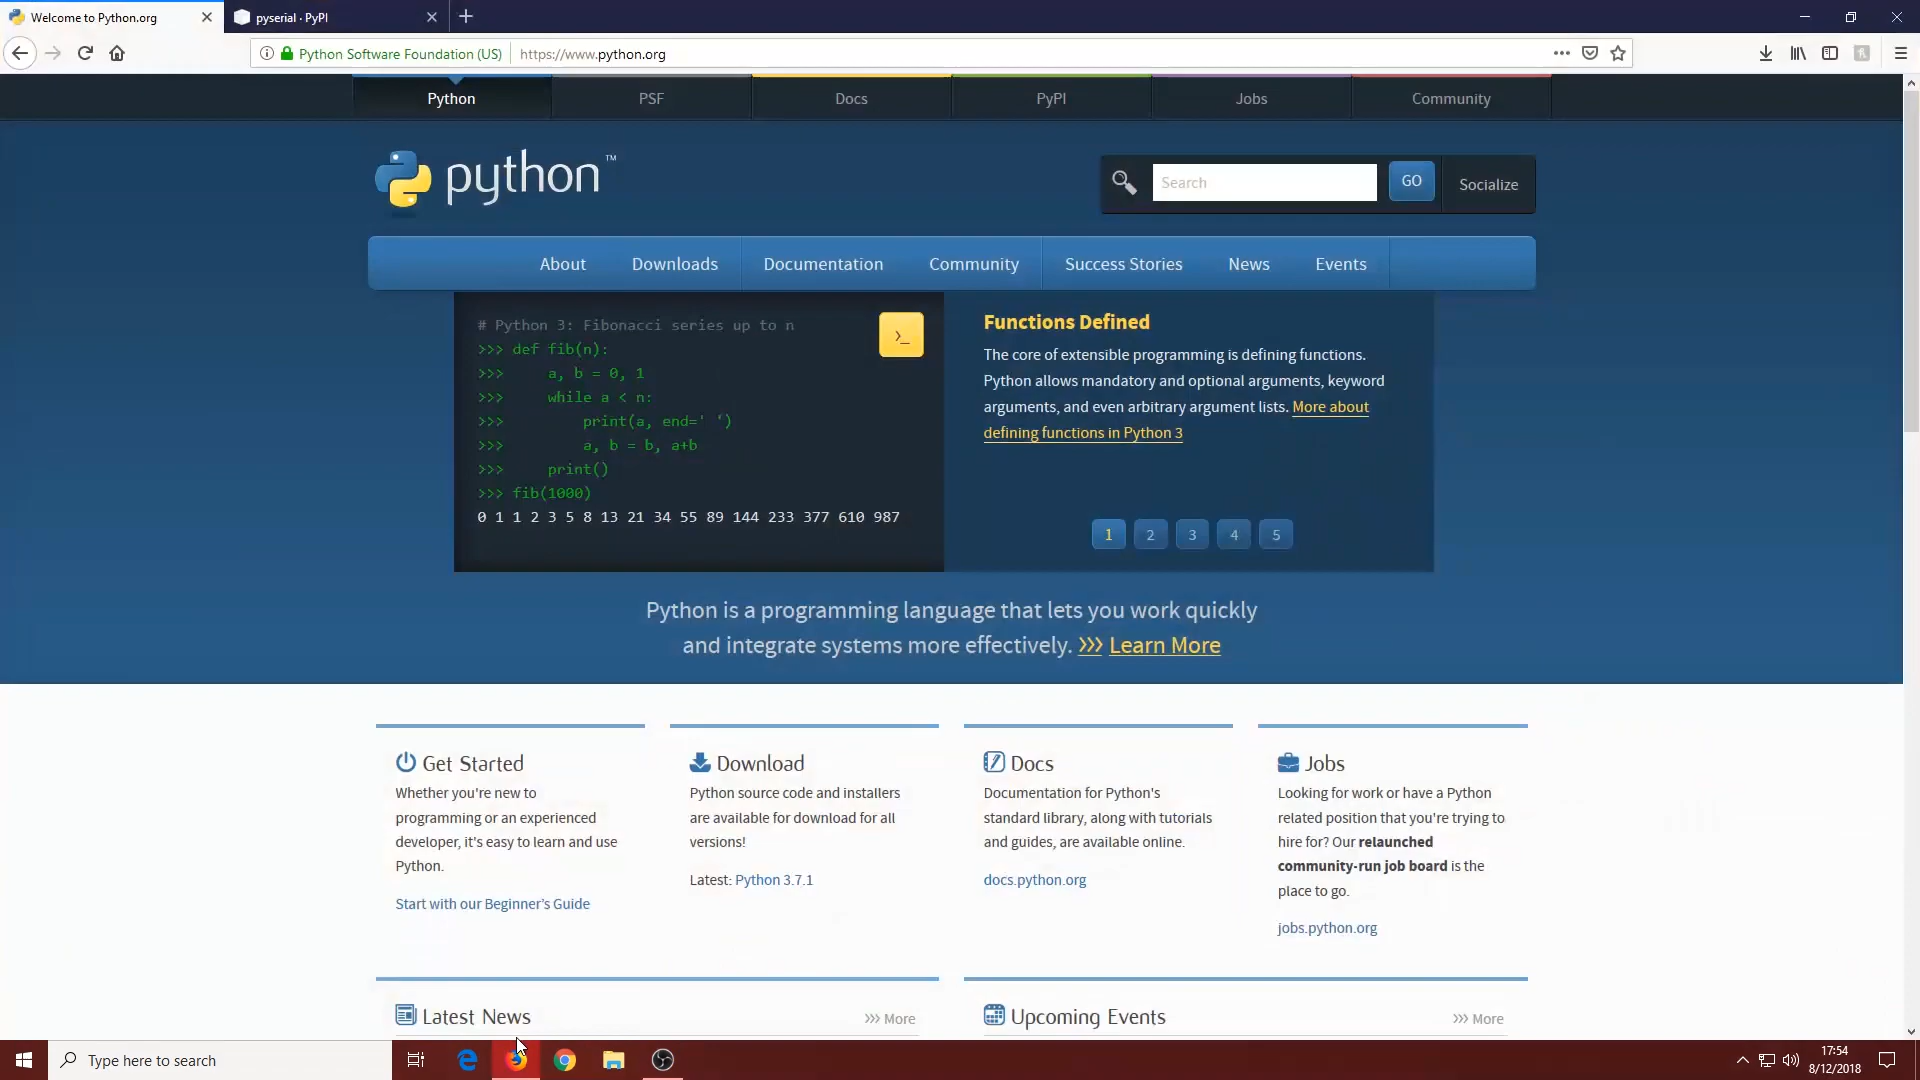 Welcome to Python.org
pyserial · PyPI
Python Software Foundation (US)
https://www.python.org
Python
PSF
Docs
PyPI
Jobs
Community
python™
Search
GO
Socialize
About
Downloads
Documentation
Community
Success Stories
News
Events
# Python 3: Fibonacci series up to n
>>> def fib(n):
>>>     a, b = 0, 1
>>>     while a < n:
>>>         print(a, end=' ‘)
>>>         a, b = b, a+b
>>>     print()
>>> fib(1000)
0 1 1 2 3 5 8 13 21 34 55 89 144 233 377 610 987
>_
Functions Defined
The core of extensible programming is defining functions.
Python allows mandatory and optional arguments, keyword
arguments, and even arbitrary argument lists. More about
defining functions in Python 3
1
2
3
4
5
Python is a programming language that lets you work quickly
and integrate systems more effectively. >>> Learn More
Get Started
Whether you're new to
programming or an experienced
developer, it's easy to learn and use
Python.
Start with our Beginner’s Guide
Download
Python source code and installers
are available for download for all
versions!
Latest: Python 3.7.1
Docs
Documentation for Python's
standard library, along with tutorials
and guides, are available online.
docs.python.org
Jobs
Looking for work or have a Python
related position that you're trying to
hire for? Our relaunched
community-run job board is the
place to go.
jobs.python.org
Latest News
>>> More
Upcoming Events
>>> More
Type here to search
17:54
8/12/2018